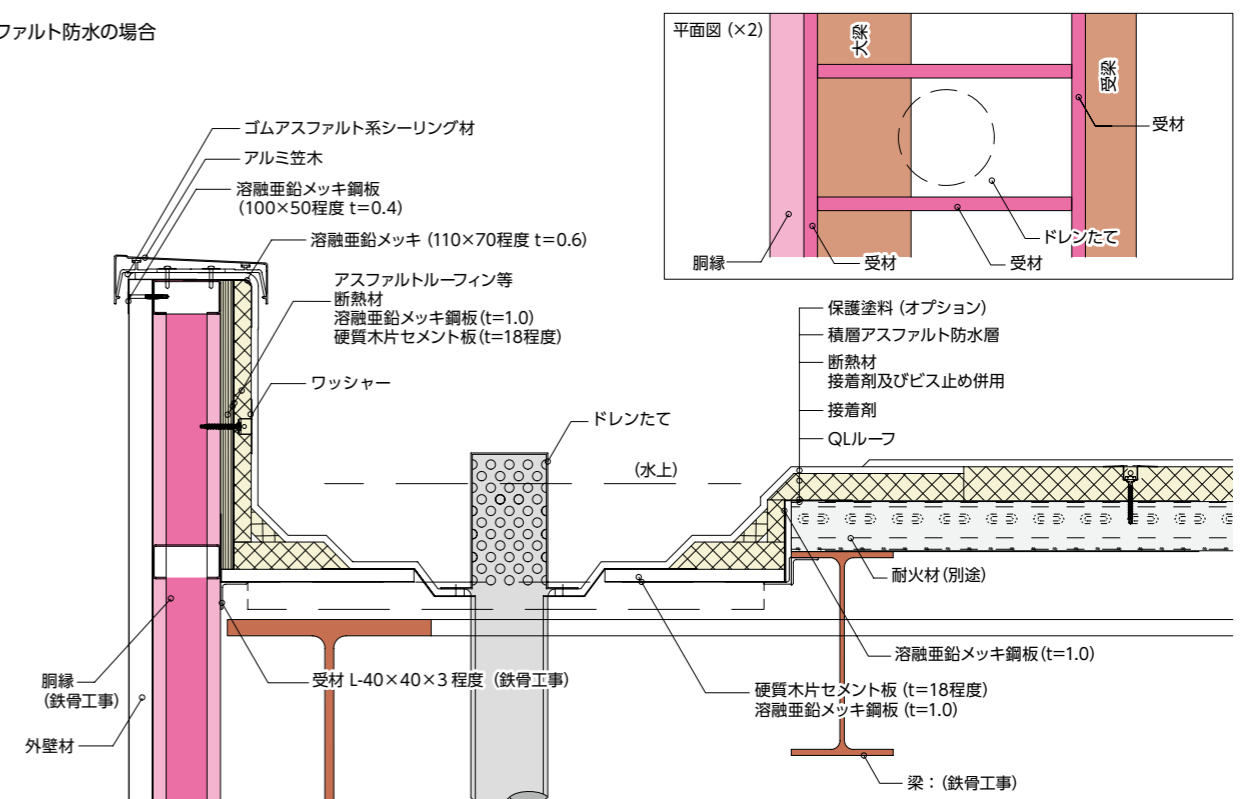 ファルト防水の場合
ゴムアスファルト系シーリング材
アルミ笠木
溶融亜鉛メッキ鋼板
(100×50程度 t=0.4)
溶融亜鉛メッキ (110×70程度 t=0.6)
アスファルトルーフィン等
断熱材
溶融亜鉛メッキ鋼板(t=1.0)
硬質木片セメント板(t=18程度)
ワッシャー
ドレンたて
(水上)
平面図 (×2)
大梁
受梁
受材
ドレンたて
胴縁
受材
受材
保護塗料 (オプション)
積層アスファルト防水層
断熱材
接着剤及びビス止め併用
接着剤
QLルーフ
耐火材(別途)
溶融亜鉛メッキ鋼板(t=1.0)
硬質木片セメント板 (t=18程度)
溶融亜鉛メッキ鋼板 (t=1.0)
梁：(鉄骨工事)
胴縁
(鉄骨工事)
受材 L-40×40×3 程度 (鉄骨工事)
外壁材